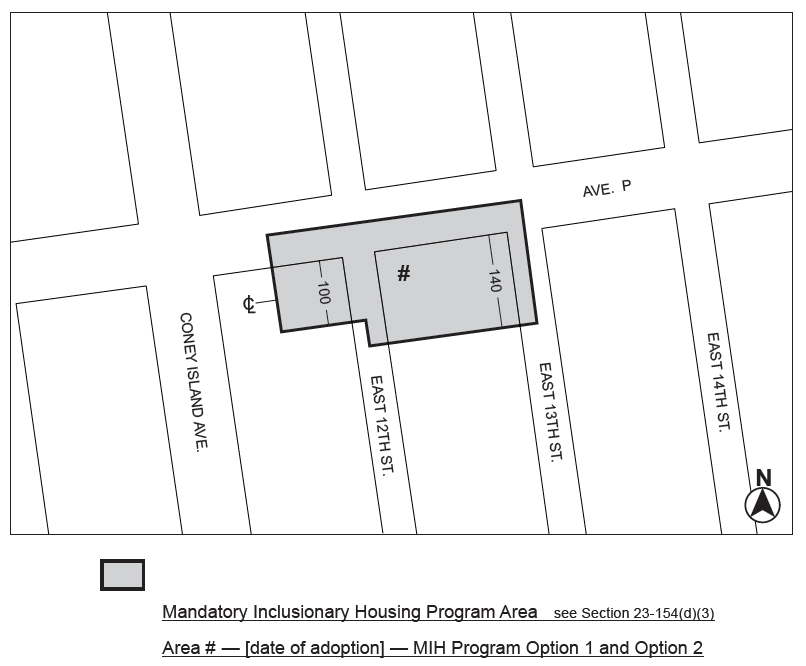 AVE. P
#
100
140
℄
CONEY ISLAND AVE.
EAST 12TH ST.
EAST 13TH ST.
EAST 14TH ST.
N
Mandatory Inclusionary Housing Program Area see Section 23-154(d)(3)
Area # — [date of adoption] — MIH Program Option 1 and Option 2